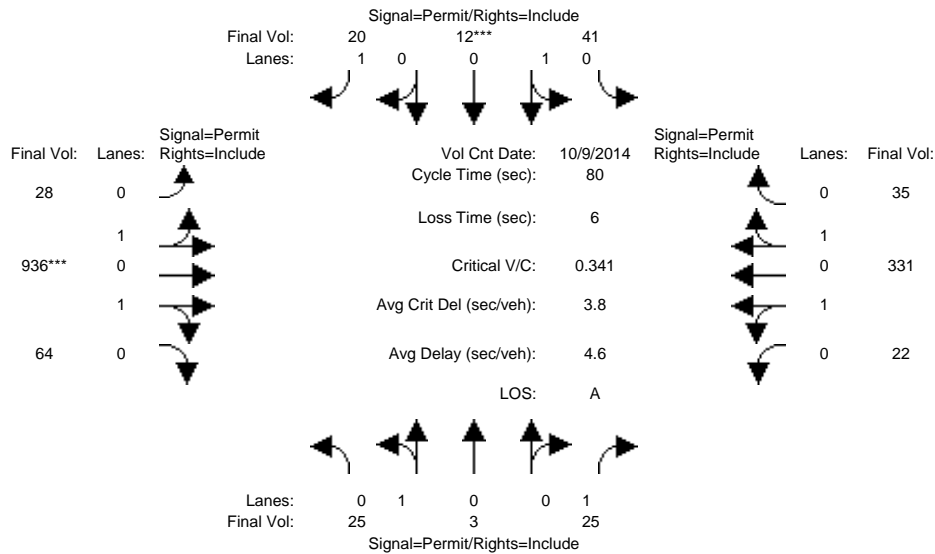 Signal=Permit/Rights=Include
Final Vol: 20 12*** 41
Lanes: 1 0 0 1 0
Signal=Permit Signal=Permit
Final Vol: Lanes: Rights=Include Vol Cnt Date: 10/9/2014 Rights=Include Lanes: Final Vol:
Cycle Time (sec): 80
28 0 0 35
Loss Time (sec): 6
1 1
936*** 0 Critical V/C: 0.341 0 331
1 Avg Crit Del (sec/veh): 3.8 1
64 0 Avg Delay (sec/veh): 4.6 0 22
LOS: A
Lanes: 0 1 0 0 1
Final Vol: 25 3 25
Signal=Permit/Rights=Include